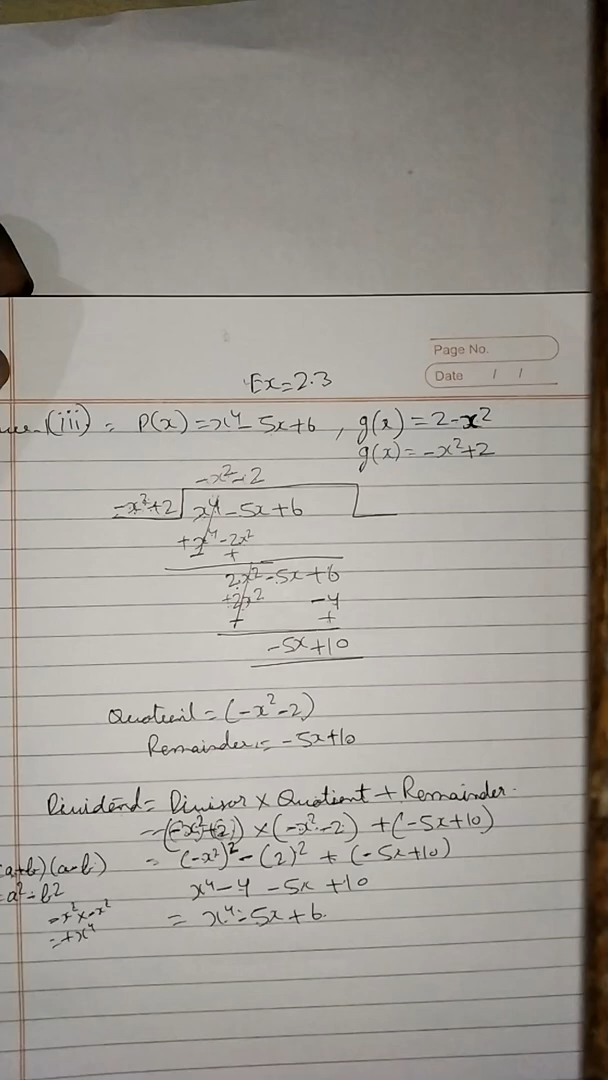 Page No.
Date / /
Ex=2.3
(iii) = P(x)=x⁴-5x+6, g(x)=2-x²
g(x)=-x²+2
-x²-2
-x²+2 x⁴-5x+6
+x⁴-2x²
- +
2x²-5x+6
+2x² -4
- +
-5x+10
Quotient=(-x²-2)
Remainder=-5x+10
Dividend=Divisor×Quotient+Remainder.
=(-x²+2)×(-x²-2)+(-5x+10)
(a+b)(a-b) =(-x²)²-(2)²+(-5x+10)
=a²-b² x⁴-4-5x+10
=-x²×-x² =x⁴-5x+6.
=+x⁴